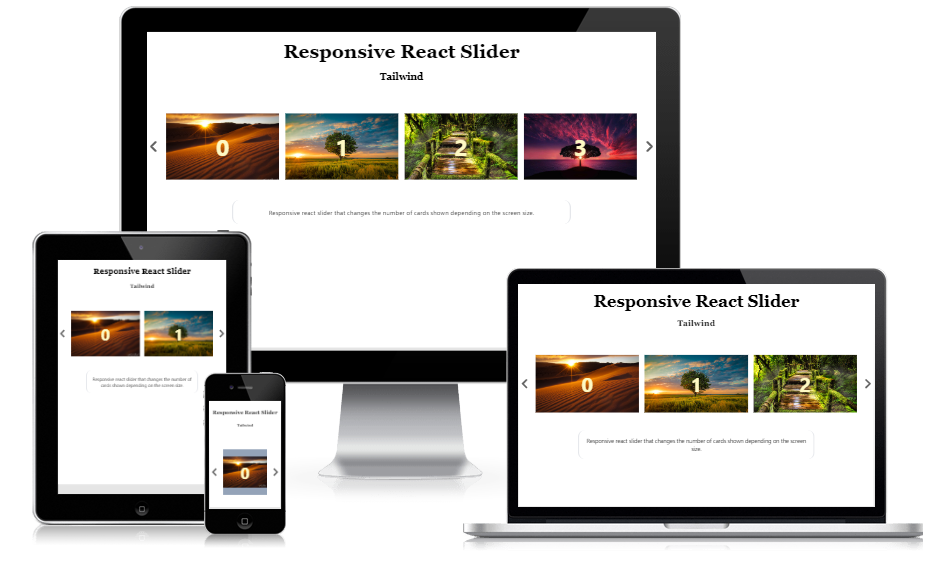 Responsive React Slider
Tailwind
0 1 2 3
Responsive react slider that changes the number of cards shown depending on the screen size.
Responsive React Slider
Tailwind
0 1
Responsive react slider that changes the number of
cards shown depending on the screen size.
Responsive React Slider
Tailwind
0
Responsive React Slider
Tailwind
0 1 2
Responsive react slider that changes the number of cards shown depending on the screen
size.